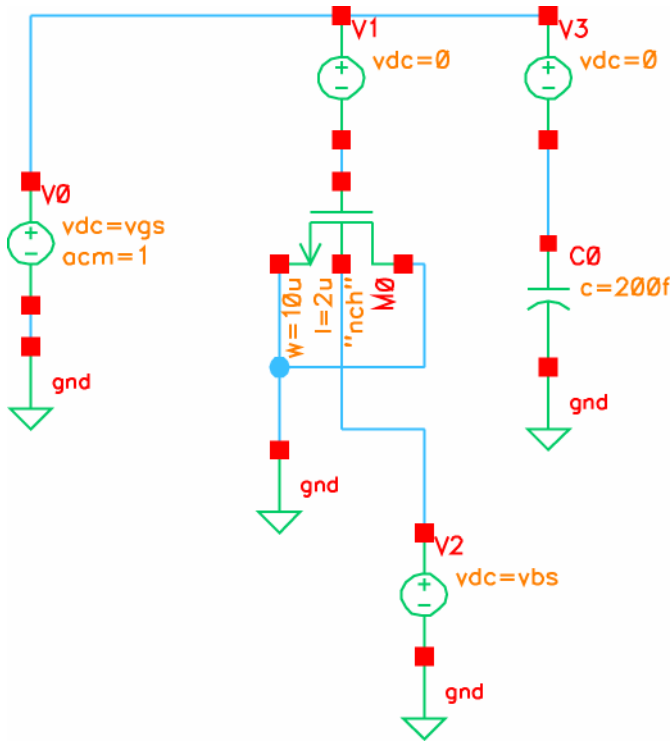 V1
vdc=0
V3
vdc=0
V0
vdc=vgs
acm=1
gnd
w=10u
l=2u
"nch"
M0
gnd
C0
c=200f
gnd
V2
vdc=vbs
gnd
+
−
+
−
+
−
+
−